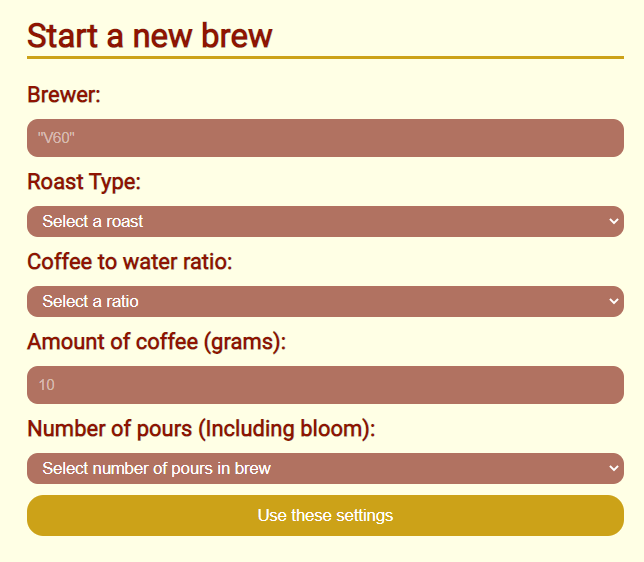 Start a new brew
Brewer:
"V60"
Roast Type:
Select a roast
Coffee to water ratio:
Select a ratio
Amount of coffee (grams):
10
Number of pours (Including bloom):
Select number of pours in brew
Use these settings